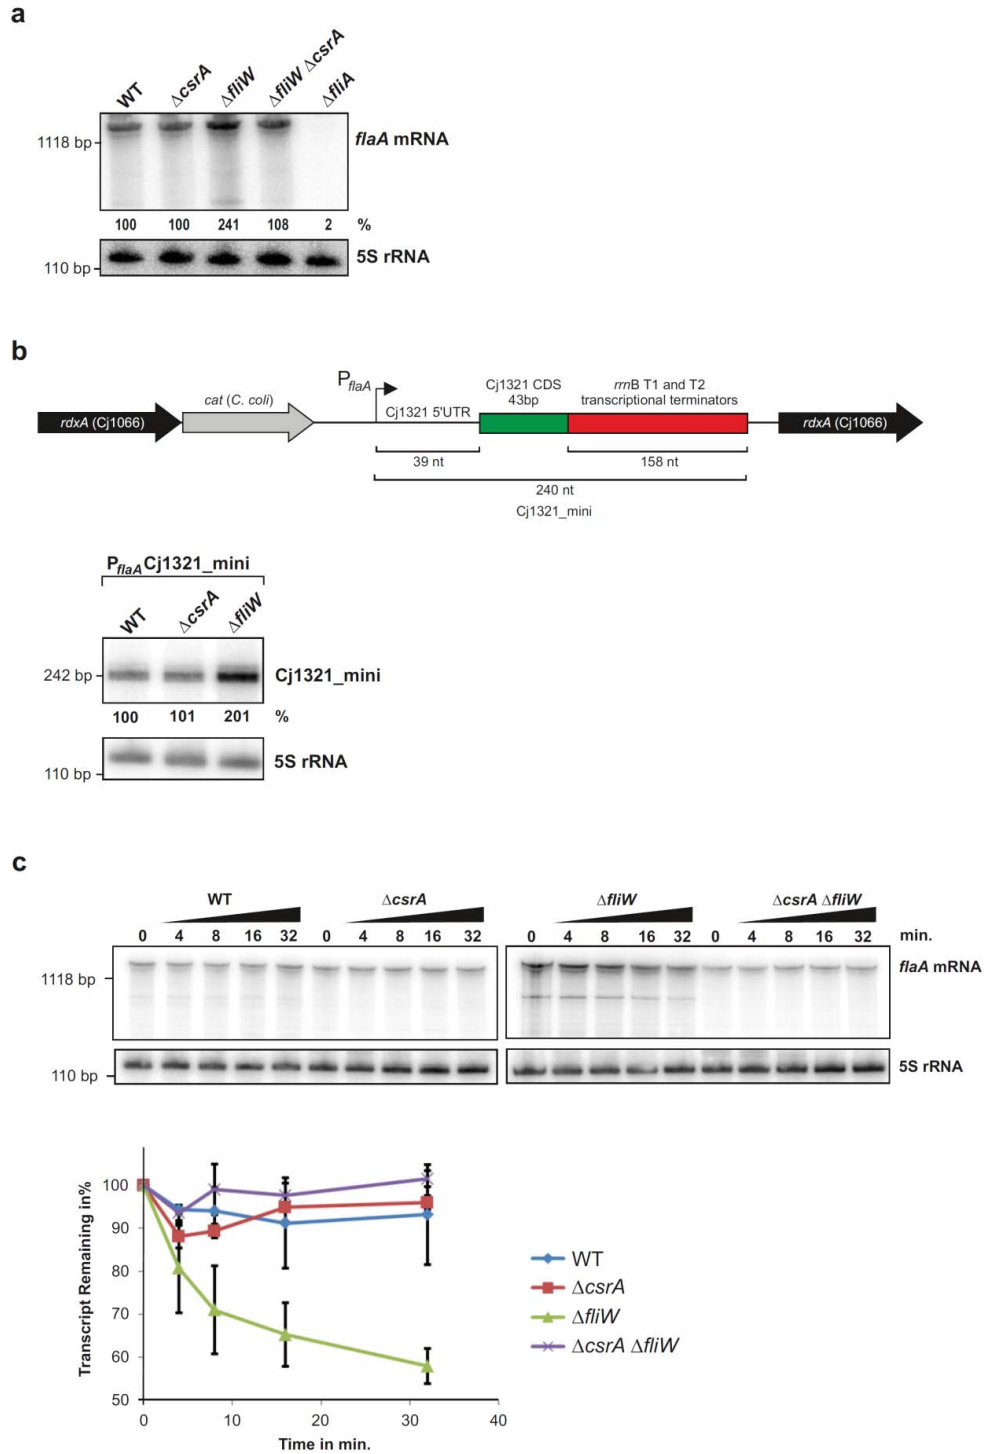 a
WT ΔcsrA ΔfliW ΔfliW ΔcsrA ΔfliA
1118 bp
flaA mRNA
100 100 241 108 2 %
110 bp
5S rRNA
b
PflaA
Cj1321 CDS
43bp
rrnB T1 and T2
transcriptional terminators
cat (C. coli)
rdxA (Cj1066)
Cj1321 5'UTR
rdxA (Cj1066)
39 nt
158 nt
240 nt
Cj1321_mini
PflaACj1321_mini
WT ΔcsrA ΔfliW
242 bp
Cj1321_mini
100 101 201 %
110 bp
5S rRNA
c
WT ΔcsrA ΔfliW ΔcsrA ΔfliW
0 4 8 16 32 0 4 8 16 32 0 4 8 16 32 0 4 8 16 32 min.
1118 bp
flaA mRNA
110 bp
5S rRNA
Transcript Remaining in%
100
90
80
70
60
50
0 10 20 30 40
Time in min.
WT
ΔcsrA
ΔfliW
ΔcsrA ΔfliW